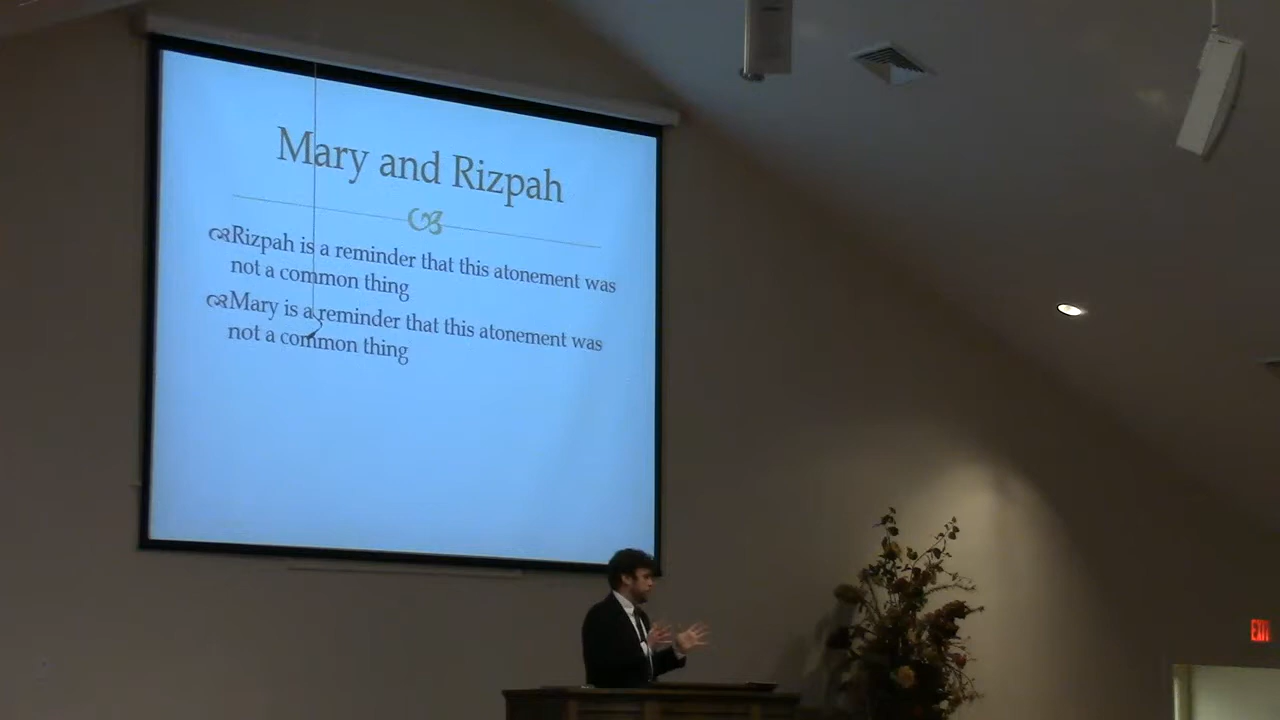 Mary and Rizpah
Rizpah is a reminder that this atonement was
not a common thing
Mary is a reminder that this atonement was
not a common thing
EXIT